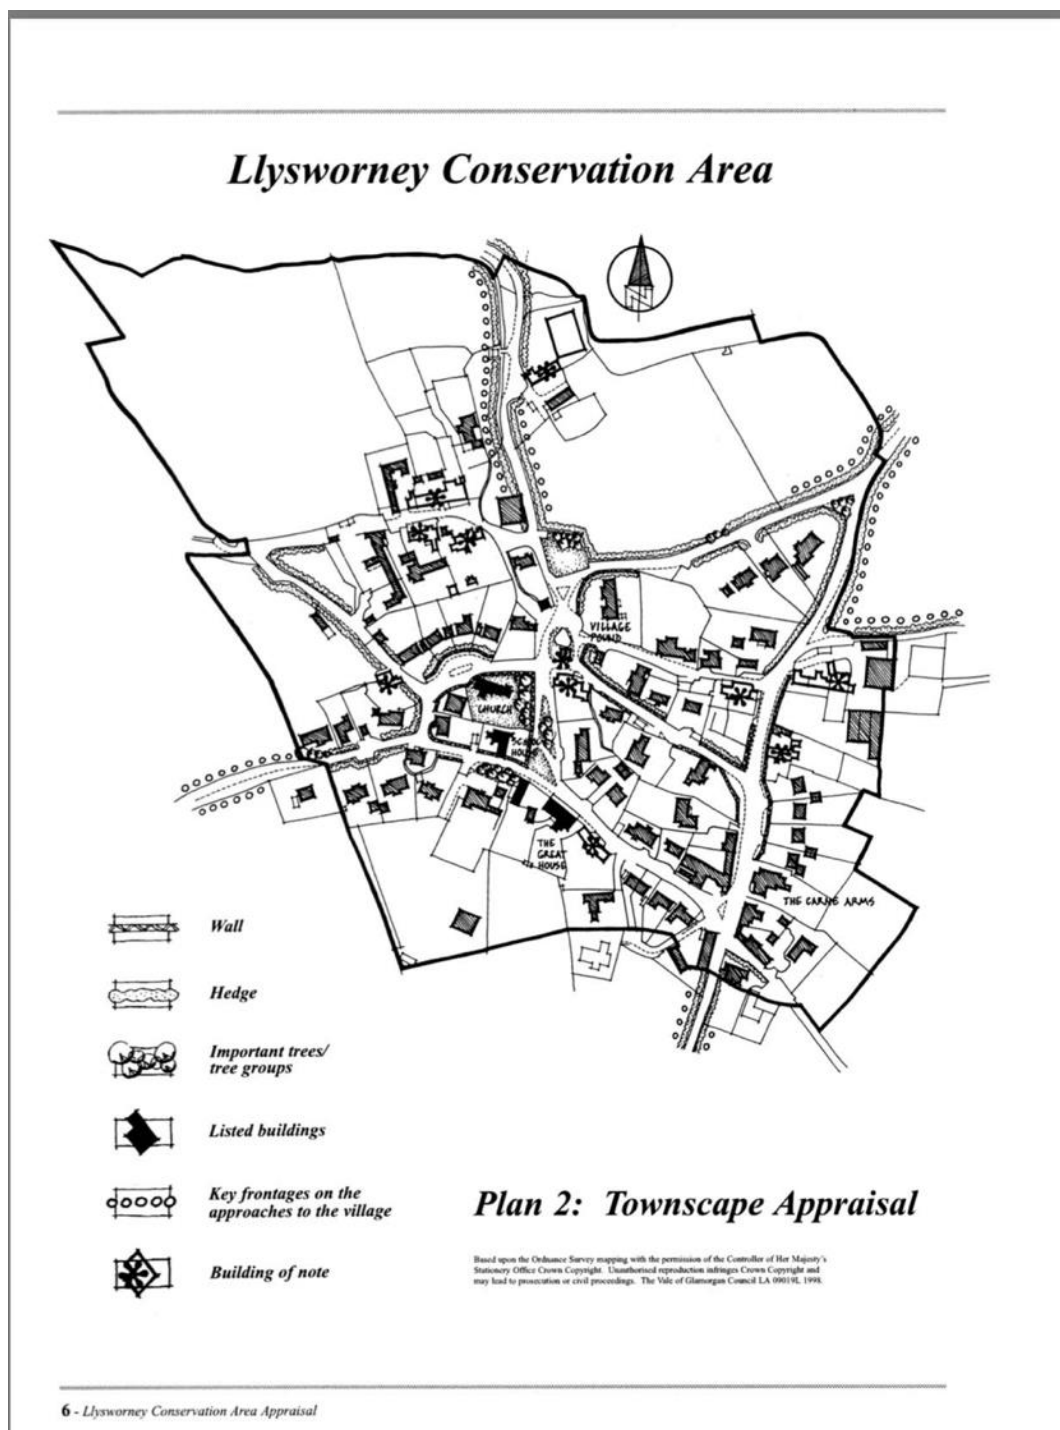 Llysworney Conservation Area
N
VILLAGE
POUND
CHURCH
SCHOOL
HOUSE
THE
GREAT
HOUSE
THE CARNE ARMS
Wall
Hedge
Important trees/
tree groups
Listed buildings
Key frontages on the
approaches to the village
Building of note
Plan 2: Townscape Appraisal
Based upon the Ordnance Survey mapping with the permission of the Controller of Her Majesty's
Stationery Office Crown Copyright. Unauthorised reproduction infringes Crown Copyright and
may lead to prosecution or civil proceedings. The Vale of Glamorgan Council LA 09019L 1998.
6 - Llysworney Conservation Area Appraisal